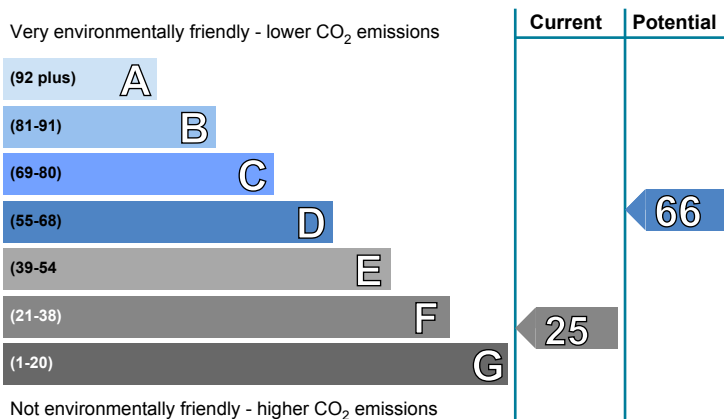 Very environmentally friendly - lower CO2 emissions
Current
Potential
(92 plus) A
(81-91) B
(69-80) C
(55-68) D
66
(39-54 E
(21-38) F
25
(1-20) G
Not environmentally friendly - higher CO2 emissions